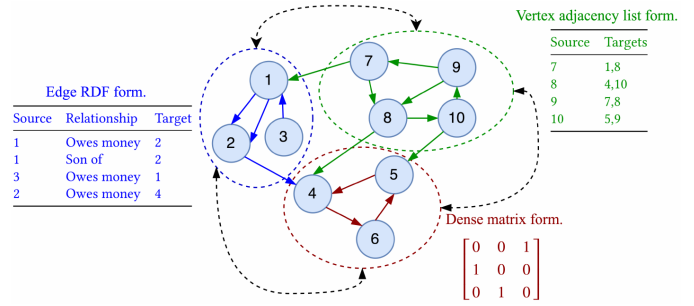 Edge RDF form.
Source Relationship Target
1 Owes money 2
1 Son of 2
3 Owes money 1
2 Owes money 4
1
2
3
7
9
8
10
4
5
6
Vertex adjacency list form.
Source Targets
7 1,8
8 4,10
9 7,8
10 5,9
Dense matrix form.
0 0 1
1 0 0
0 1 0